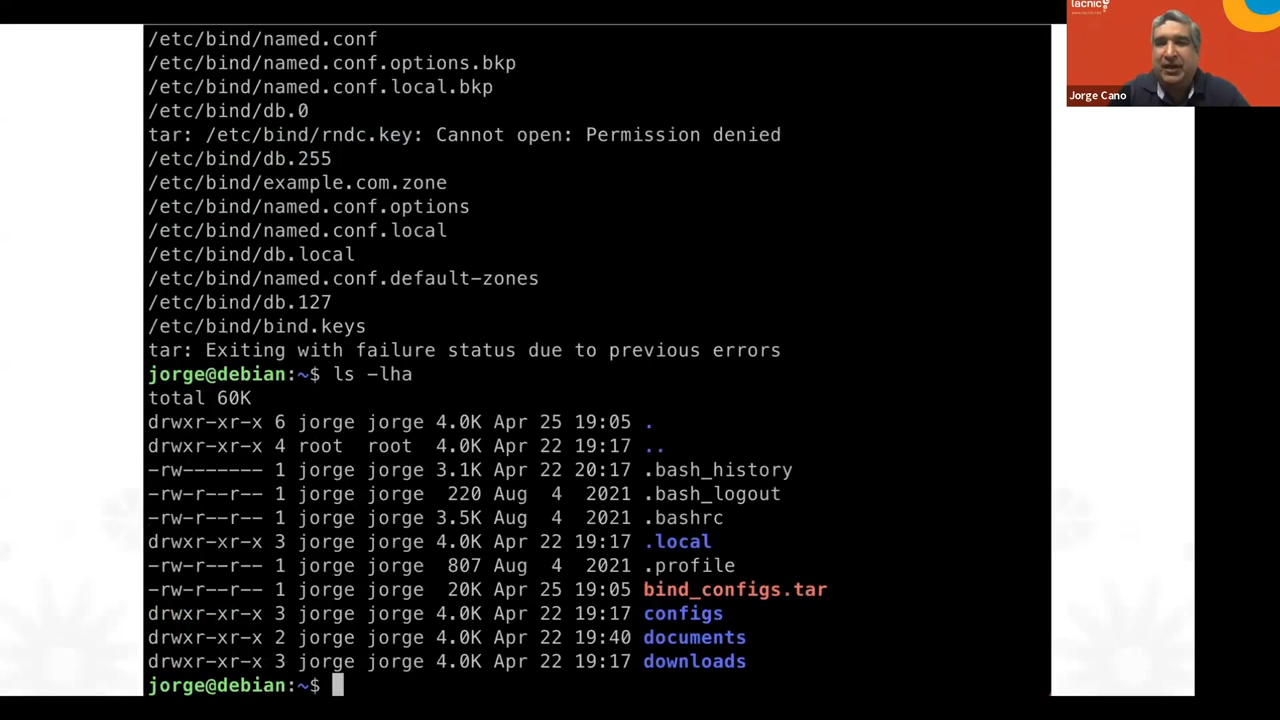 /etc/bind/named.conf
/etc/bind/named.conf.options.bkp
/etc/bind/named.conf.local.bkp
/etc/bind/db.0
tar: /etc/bind/rndc.key: Cannot open: Permission denied
/etc/bind/db.255
/etc/bind/example.com.zone
/etc/bind/named.conf.options
/etc/bind/named.conf.local
/etc/bind/db.local
/etc/bind/named.conf.default-zones
/etc/bind/db.127
/etc/bind/bind.keys
tar: Exiting with failure status due to previous errors
jorge@debian:~$ ls -lha
total 60K
drwxr-xr-x 6 jorge jorge 4.0K Apr 25 19:05 .
drwxr-xr-x 4 root  root  4.0K Apr 22 19:17 ..
-rw------- 1 jorge jorge 3.1K Apr 22 20:17 .bash_history
-rw-r--r-- 1 jorge jorge  220 Aug  4  2021 .bash_logout
-rw-r--r-- 1 jorge jorge 3.5K Aug  4  2021 .bashrc
drwxr-xr-x 3 jorge jorge 4.0K Apr 22 19:17 .local
-rw-r--r-- 1 jorge jorge  807 Aug  4  2021 .profile
-rw-r--r-- 1 jorge jorge  20K Apr 25 19:05 bind_configs.tar
drwxr-xr-x 3 jorge jorge 4.0K Apr 22 19:17 configs
drwxr-xr-x 2 jorge jorge 4.0K Apr 22 19:40 documents
drwxr-xr-x 3 jorge jorge 4.0K Apr 22 19:17 downloads
jorge@debian:~$
lacnic
Jorge Cano